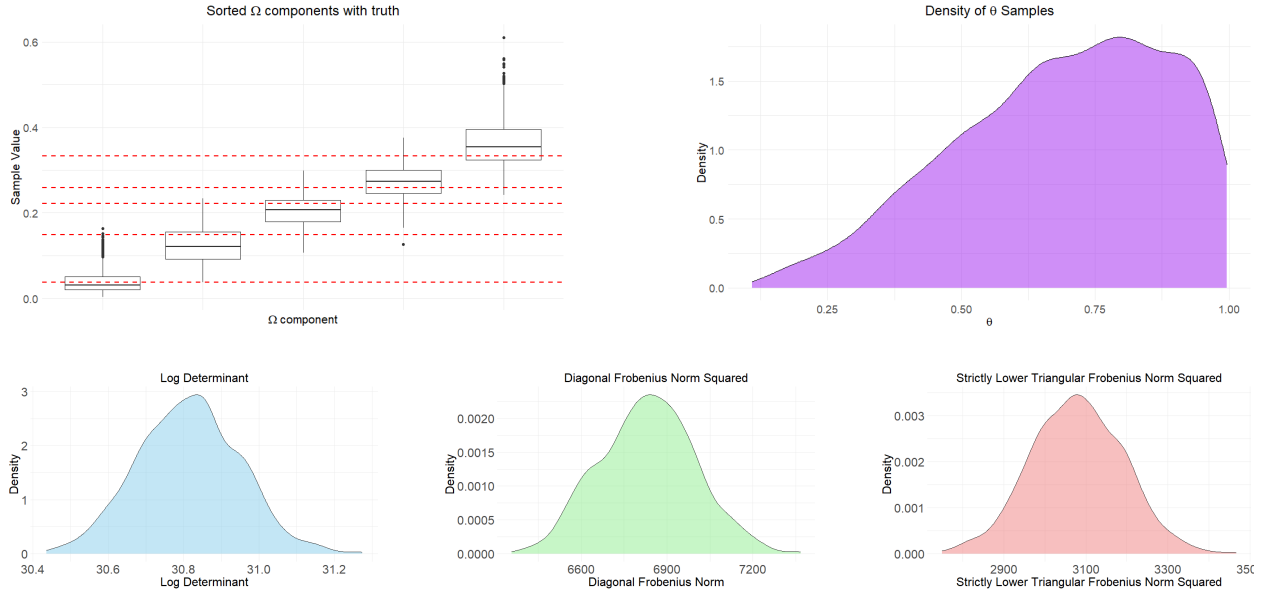 Sorted Ω components with truth
Sample Value
0.6
0.4
0.2
0.0
Ω component
Density of θ Samples
Density
1.5
1.0
0.5
0.0
0.25
0.50
0.75
1.00
θ
Log Determinant
Density
3
2
1
0
30.4
30.6
30.8
31.0
31.2
Log Determinant
Diagonal Frobenius Norm Squared
Density
0.0020
0.0015
0.0010
0.0005
0.0000
6600
6900
7200
Diagonal Frobenius Norm
Strictly Lower Triangular Frobenius Norm Squared
Density
0.003
0.002
0.001
0.000
2900
3100
3300
350
Strictly Lower Triangular Frobenius Norm Squared